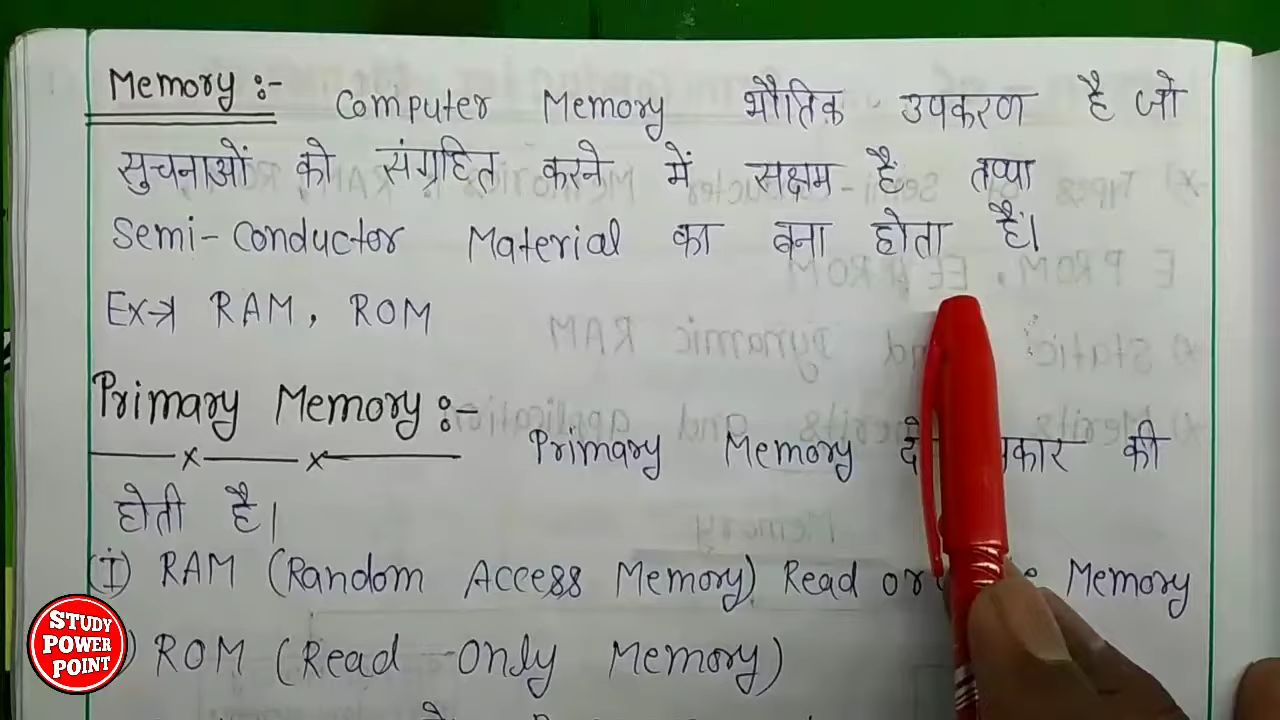 Memory :- Computer Memory भौतिक उपकरण है जो
सुचनाओं को संग्रहित करने में सक्षम हैं तथा
Semi-Conductor Material का बना होता हैं।
Ex→ RAM, ROM
Primary Memory :-
Primary Memory की
होती है।
(i) RAM (Random Access Memory) Read or Memory
ROM (Read -Only Memory)
STUDY
POWER
POINT